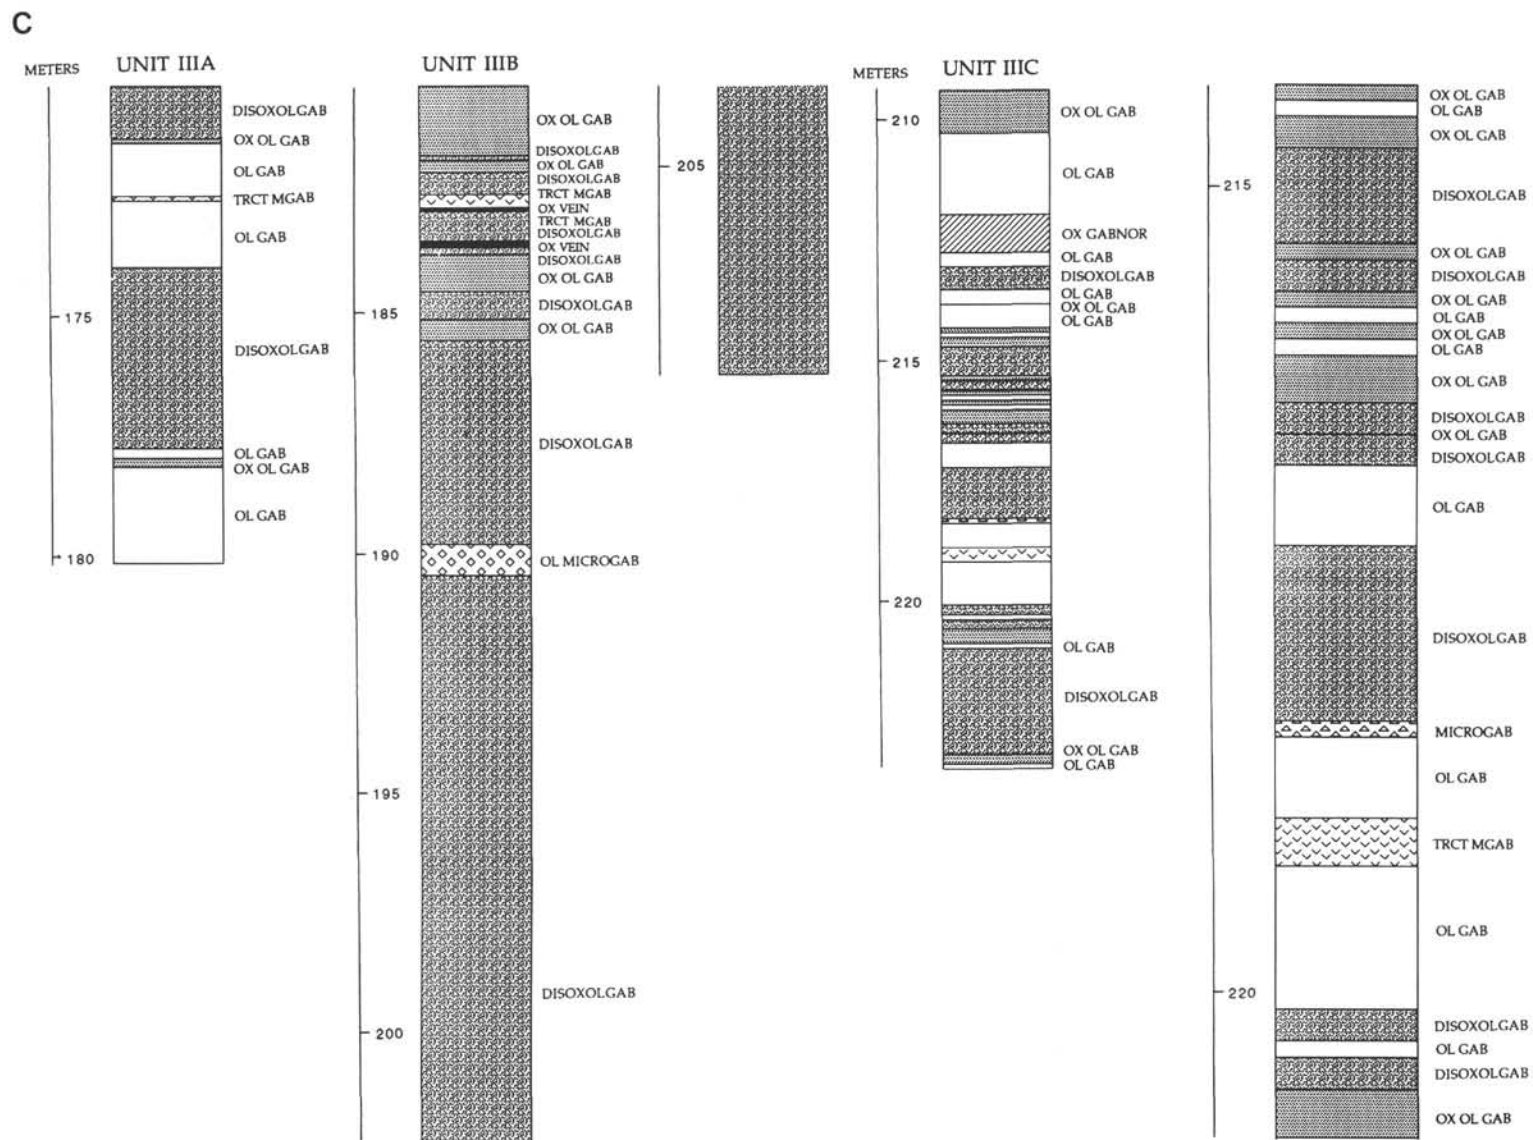 C
METERS
UNIT IIIA
DISOXOLGAB
OX OL GAB
OL GAB
TRCT MGAB
OL GAB
175
DISOXOLGAB
OL GAB
OX OL GAB
OL GAB
180
UNIT IIIB
OX OL GAB
DISOXOLGAB
OX OL GAB
DISOXOLGAB
TRCT MGAB
OX VEIN
TRCT MGAB
DISOXOLGAB
OX VEIN
DISOXOLGAB
OX OL GAB
185
DISOXOLGAB
OX OL GAB
DISOXOLGAB
190
OL MICROGAB
195
DISOXOLGAB
200
205
METERS
UNIT IIIC
210
OX OL GAB
OL GAB
OX GABNOR
OL GAB
DISOXOLGAB
OL GAB
OX OL GAB
OL GAB
215
220
OL GAB
DISOXOLGAB
OX OL GAB
OL GAB
OX OL GAB
OL GAB
OX OL GAB
215
DISOXOLGAB
OX OL GAB
DISOXOLGAB
OX OL GAB
OL GAB
OX OL GAB
OL GAB
OX OL GAB
DISOXOLGAB
OX OL GAB
DISOXOLGAB
OL GAB
DISOXOLGAB
MICROGAB
OL GAB
TRCT MGAB
OL GAB
220
DISOXOLGAB
OL GAB
DISOXOLGAB
OX OL GAB